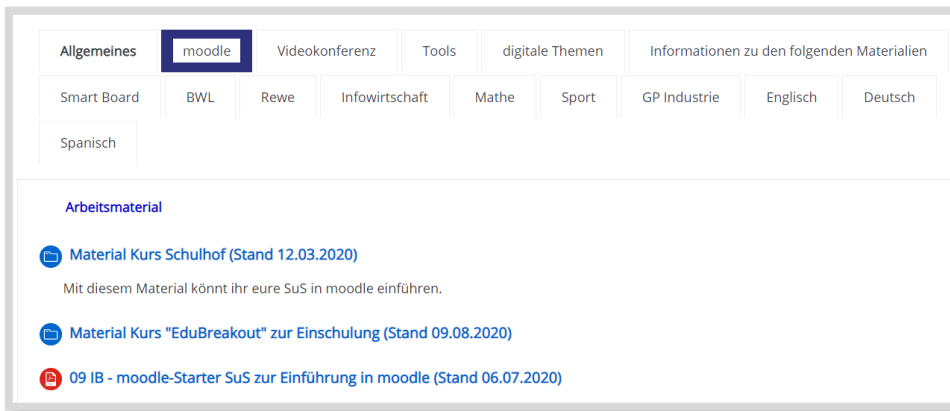 Allgemeines moodle Videokonferenz Tools digitale Themen Informationen zu den folgenden Materialien
Smart Board BWL Rewe Infowirtschaft Mathe Sport GP Industrie Englisch Deutsch
Spanisch
Arbeitsmaterial
Material Kurs Schulhof (Stand 12.03.2020)
Mit diesem Material könnt ihr eure SuS in moodle einführen.
Material Kurs "EduBreakout" zur Einschulung (Stand 09.08.2020)
09 IB - moodle-Starter SuS zur Einführung in moodle (Stand 06.07.2020)